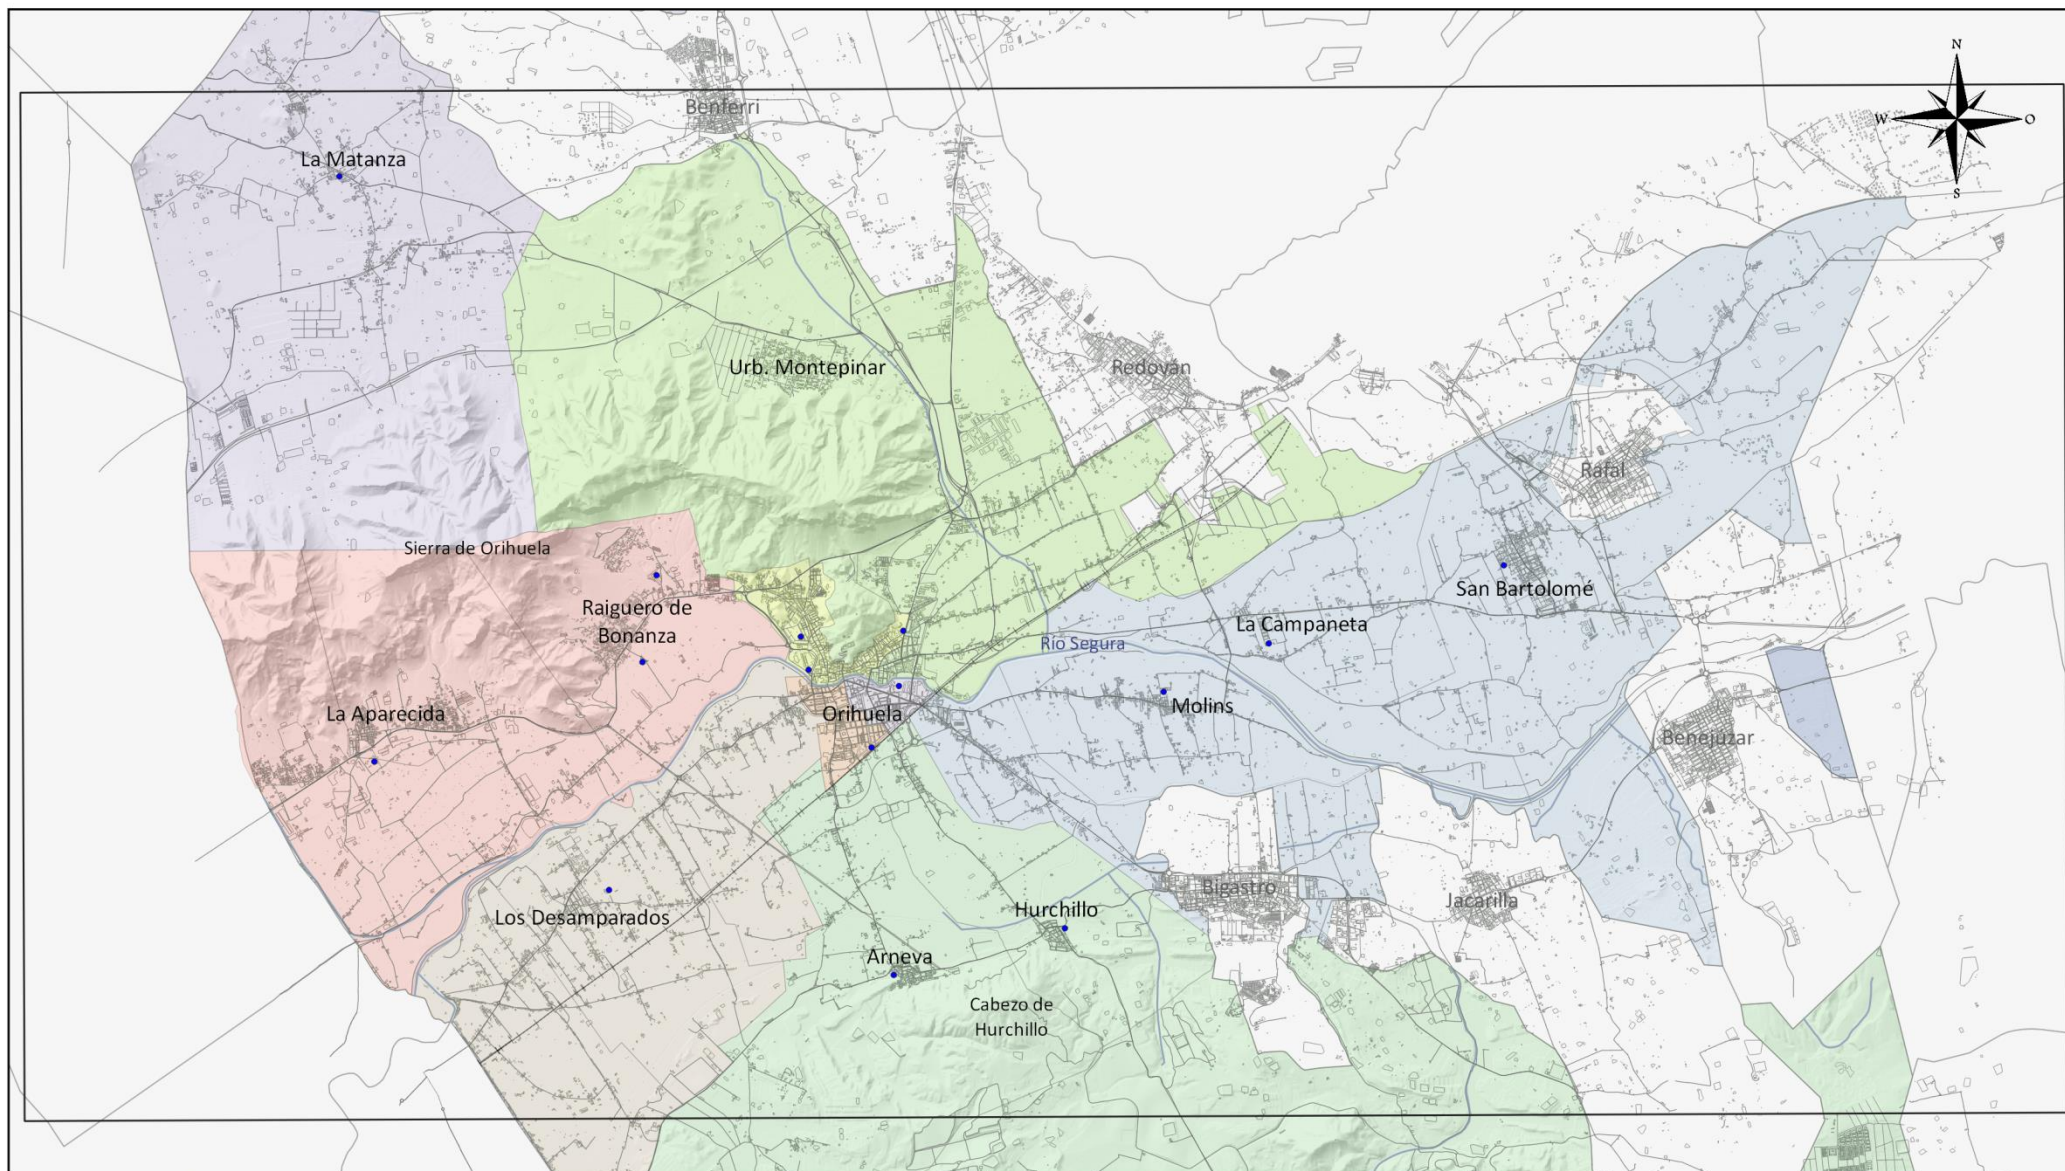 N
Benferri
W
O
La Matanza
S
Urb. Montepinar
Redován
Rafal
Sierra de Orihuela
San Bartolomé
Raiguero de
Bonanza
La Campaneta
Río Segura
Molins
La Aparecida
Orihuela
Benejúzar
Bigastro
Jacarilla
Los Desamparados
Hurchillo
Arneva
Cabezo de
Hurchillo